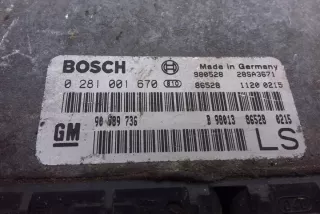 BOSCH Made in Germany
980528 28SA3671
0 281 001 670 86528 1120 0215
GM 90 589 736 B 98013 86528 0215
LS